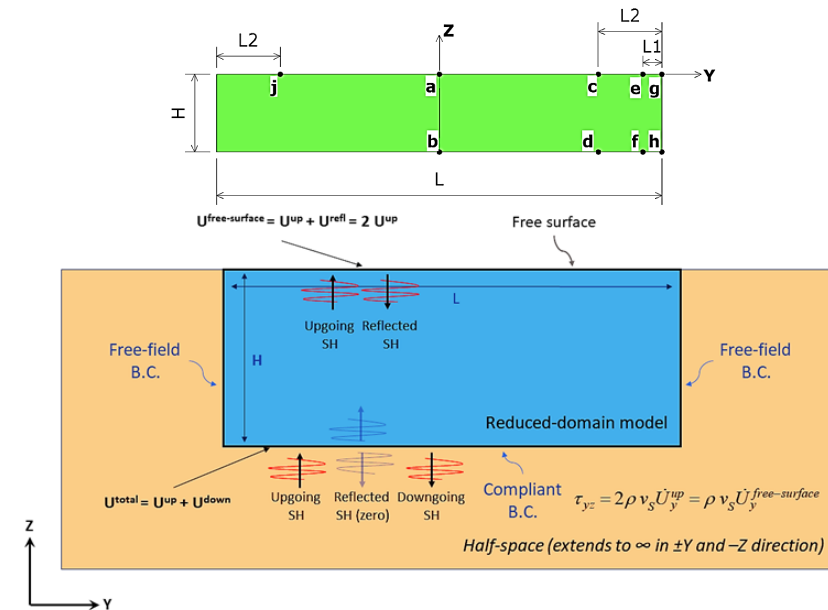 L2
Z
L2
L1
Y
j
a
c
e
g
H
b
d
f
h
L
U^free-surface = U^up + U^refl = 2 U^up
Free surface
L
Upgoing SH
Reflected SH
Free-field B.C.
H
Free-field B.C.
Reduced-domain model
U^total = U^up + U^down
Upgoing SH
Reflected SH (zero)
Downgoing SH
Compliant B.C.
τ_yz = 2ρ v_S U̇_y^up = ρ v_S U̇_y^free-surface
Half-space (extends to ∞ in ±Y and –Z direction)
Z
Y